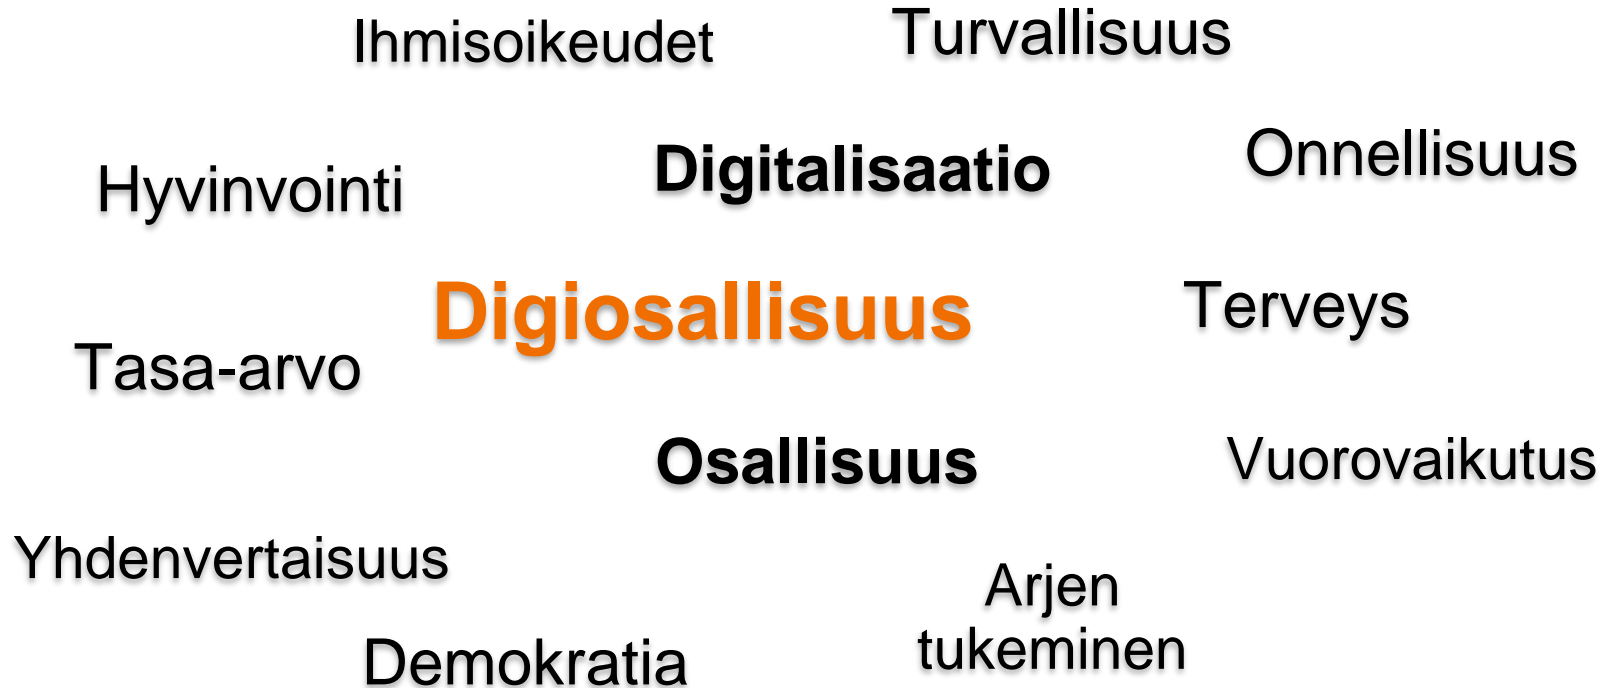 Ihmisoikeudet
Turvallisuus
Onnellisuus
Digitalisaatio
Hyvinvointi
Digiosallisuus
Terveys
Tasa-arvo
Osallisuus
Vuorovaikutus
Yhdenvertaisuus
Arjen
tukeminen
Demokratia